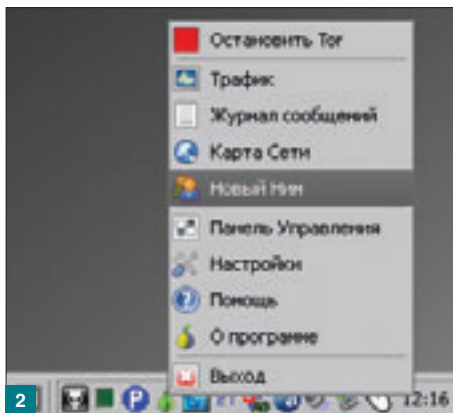 Остановить Tor
Трафик
Журнал сообщений
Карта Сети
Новый Ник
Панель Управления
Настройки
Помощь
О программе
Выход
2
12:16